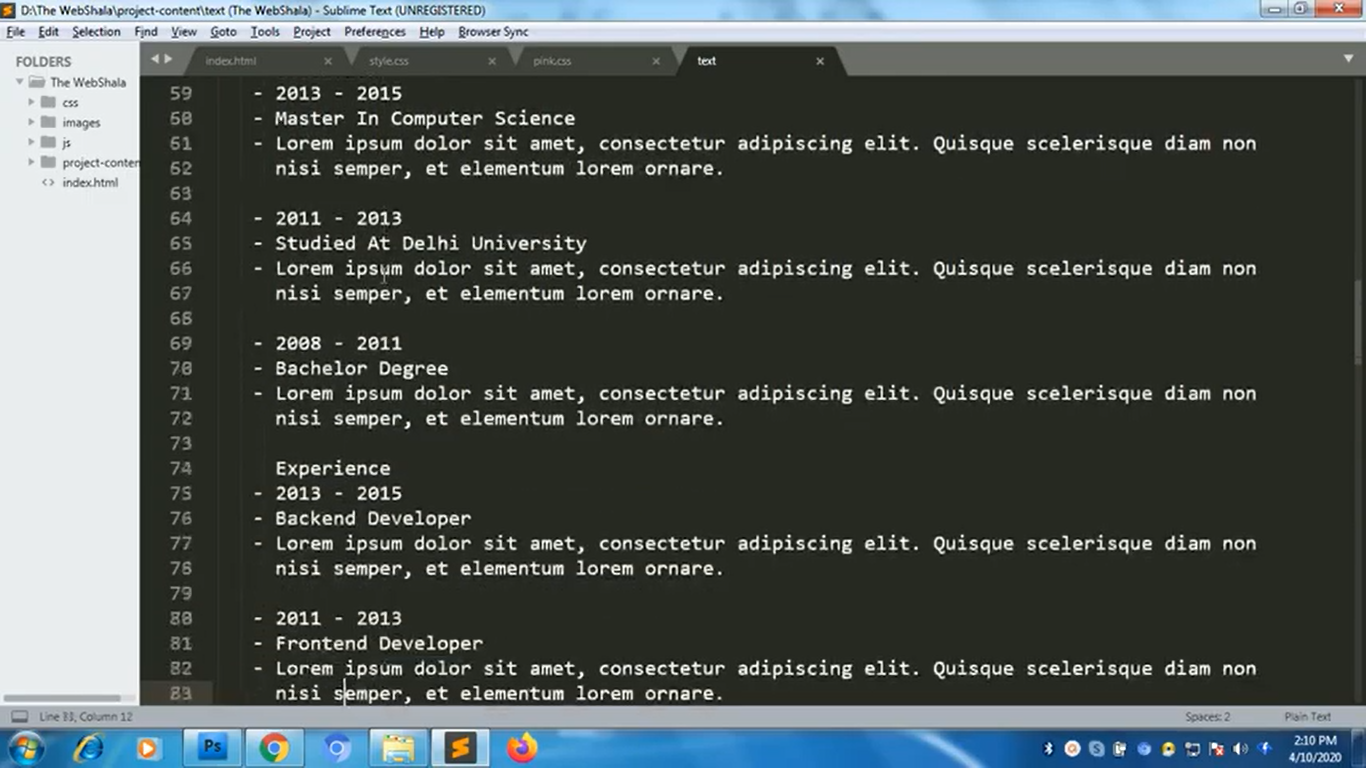 D:\The WebShala\project-content\text (The WebShala) - Sublime Text (UNREGISTERED)
File Edit Selection Find View Goto Tools Project Preferences Help Browser Sync
FOLDERS
The WebShala
css
images
js
project-conten
index.html
index.html style.css pink.css text
59 - 2013 - 2015
60 - Master In Computer Science
61 - Lorem ipsum dolor sit amet, consectetur adipiscing elit. Quisque scelerisque diam non
62 nisi semper, et elementum lorem ornare.
63
64 - 2011 - 2013
65 - Studied At Delhi University
66 - Lorem ipsum dolor sit amet, consectetur adipiscing elit. Quisque scelerisque diam non
67 nisi semper, et elementum lorem ornare.
68
69 - 2008 - 2011
70 - Bachelor Degree
71 - Lorem ipsum dolor sit amet, consectetur adipiscing elit. Quisque scelerisque diam non
72 nisi semper, et elementum lorem ornare.
73
74 Experience
75 - 2013 - 2015
76 - Backend Developer
77 - Lorem ipsum dolor sit amet, consectetur adipiscing elit. Quisque scelerisque diam non
78 nisi semper, et elementum lorem ornare.
79
80 - 2011 - 2013
81 - Frontend Developer
82 - Lorem ipsum dolor sit amet, consectetur adipiscing elit. Quisque scelerisque diam non
83 nisi semper, et elementum lorem ornare.
Line 83, Column 12 Spaces: 2 Plain Text
Ps
2:10 PM
4/10/2020